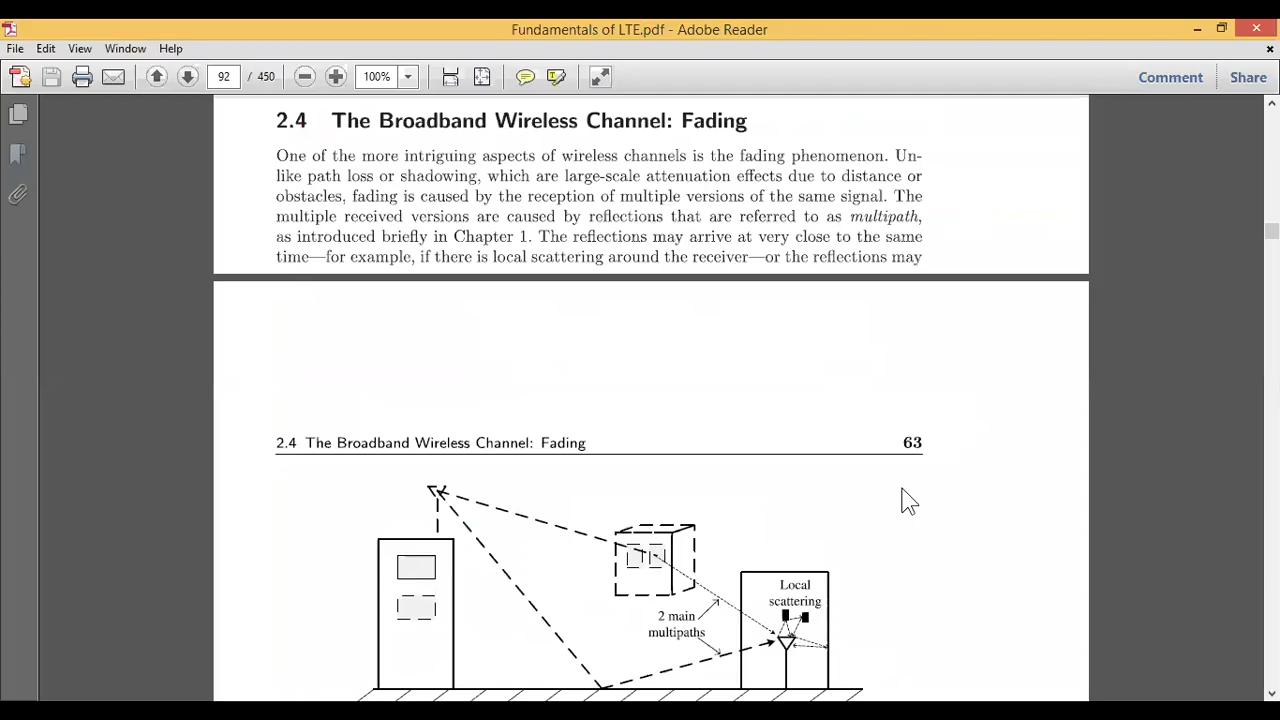 Fundamentals of LTE.pdf - Adobe Reader
File Edit View Window Help
92 / 450 100% Comment Share
2.4 The Broadband Wireless Channel: Fading
One of the more intriguing aspects of wireless channels is the fading phenomenon. Un-
like path loss or shadowing, which are large-scale attenuation effects due to distance or
obstacles, fading is caused by the reception of multiple versions of the same signal. The
multiple received versions are caused by reflections that are referred to as multipath,
as introduced briefly in Chapter 1. The reflections may arrive at very close to the same
time—for example, if there is local scattering around the receiver—or the reflections may
2.4 The Broadband Wireless Channel: Fading 63
Local
scattering
2 main
multipaths